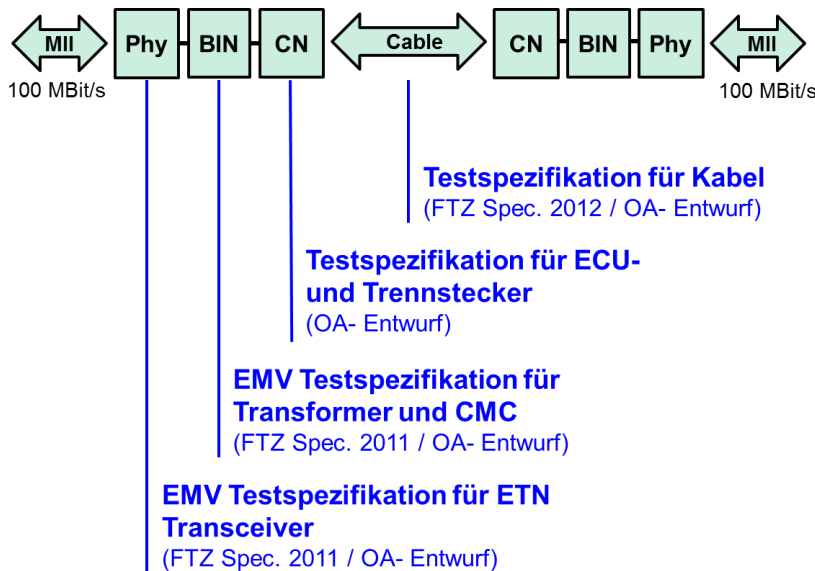 MII Phy BIN CN Cable CN BIN Phy MII
100 MBit/s 100 MBit/s
Testspezifikation für Kabel
(FTZ Spec. 2012 / OA- Entwurf)
Testspezifikation für ECU-
und Trennstecker
(OA- Entwurf)
EMV Testspezifikation für
Transformer und CMC
(FTZ Spec. 2011 / OA- Entwurf)
EMV Testspezifikation für ETN
Transceiver
(FTZ Spec. 2011 / OA- Entwurf)